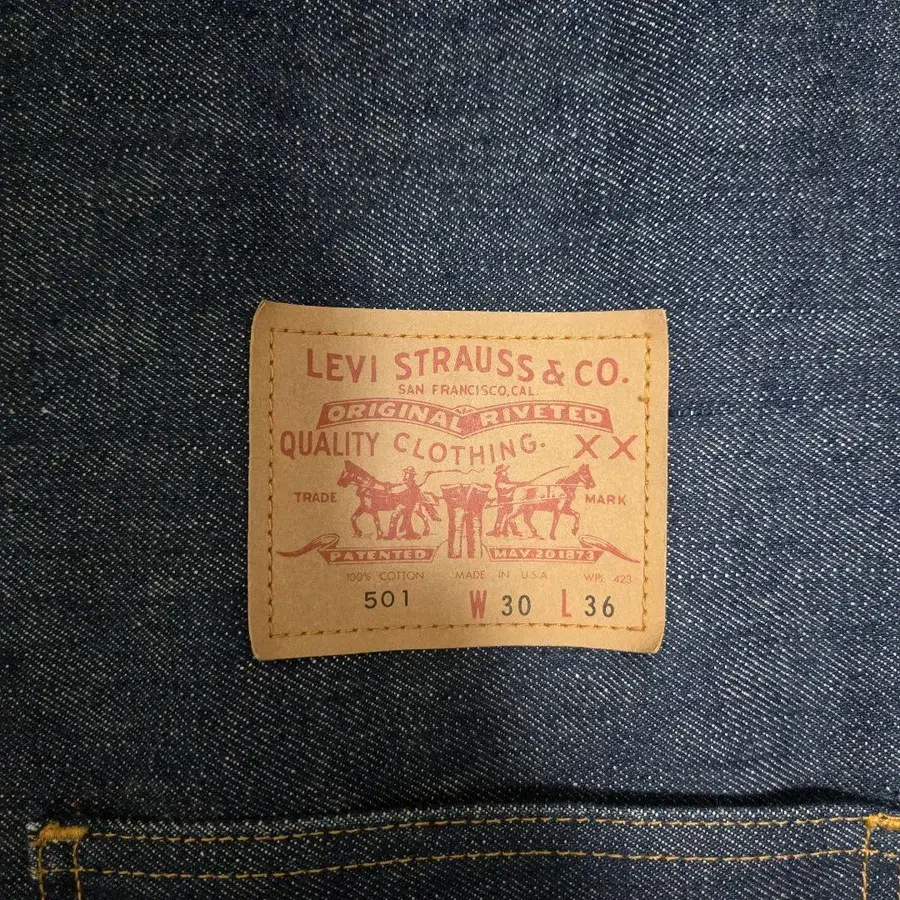 LEVI STRAUSS & CO.
SAN FRANCISCO, CAL.
ORIGINAL RIVETED
QUALITY CLOTHING. XX
TRADE MARK
PATENTED MAY 20 1873
100% COTTON MADE IN U.S.A. WPL 423
501 W 30 L 36